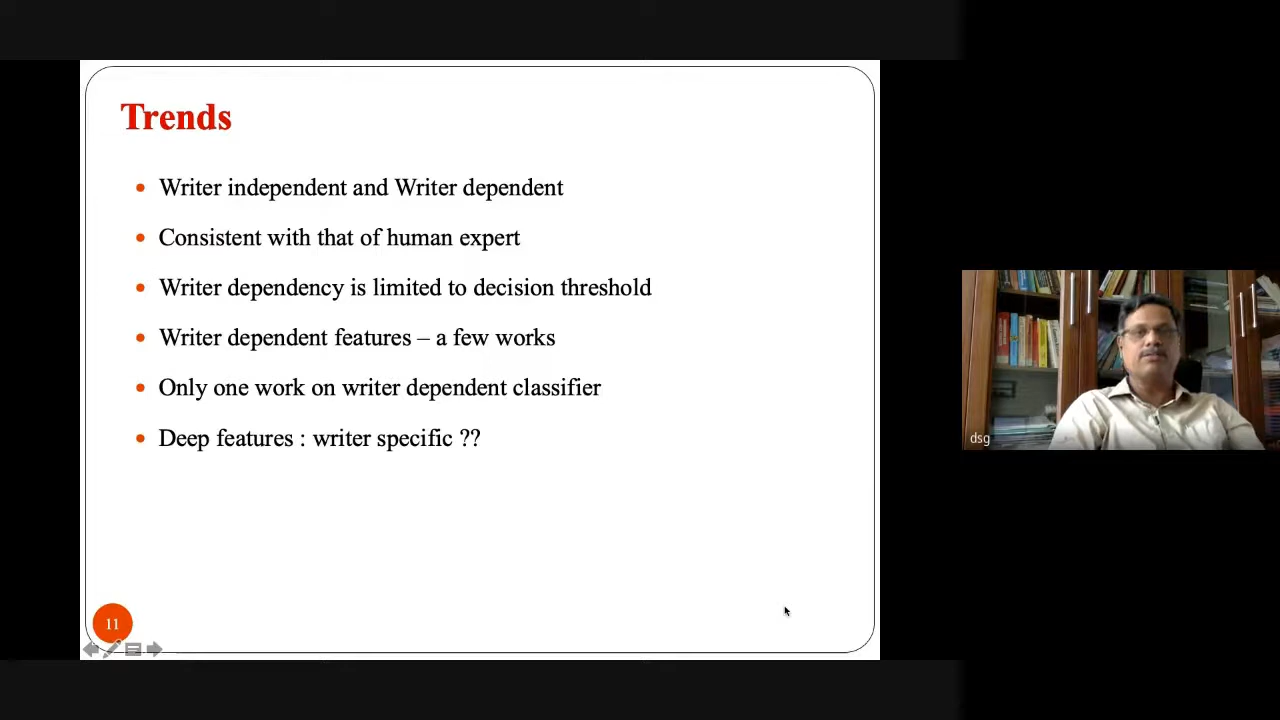 Trends
Writer independent and Writer dependent
Consistent with that of human expert
Writer dependency is limited to decision threshold
Writer dependent features – a few works
Only one work on writer dependent classifier
Deep features : writer specific ??
11
dsg